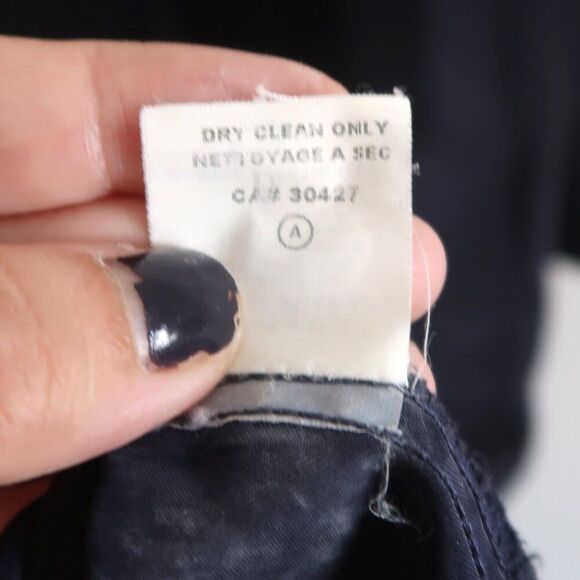 DRY CLEAN ONLY
NETTOYAGE A SEC
CA# 30427
A